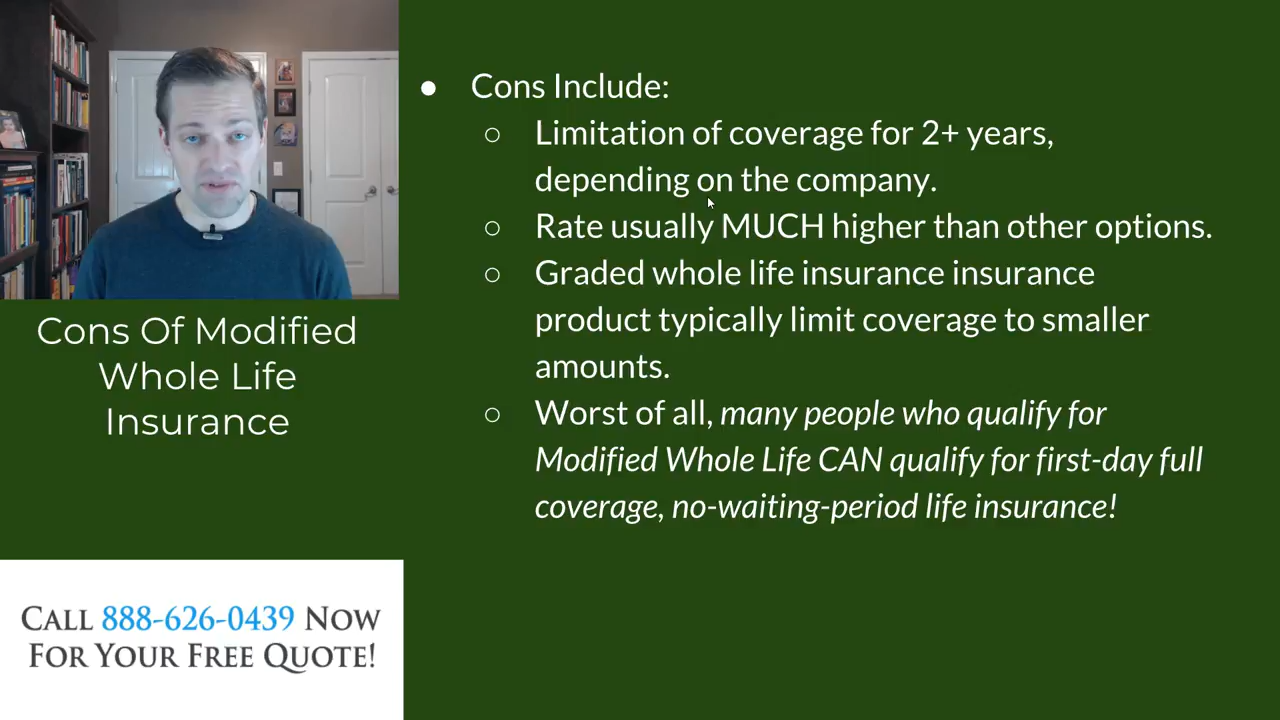 ● Cons Include:
○ Limitation of coverage for 2+ years,
depending on the company.
○ Rate usually MUCH higher than other options.
○ Graded whole life insurance insurance
product typically limit coverage to smaller
amounts.
○ Worst of all, many people who qualify for
Modified Whole Life CAN qualify for first-day full
coverage, no-waiting-period life insurance!
Cons Of Modified
Whole Life
Insurance
CALL 888-626-0439 NOW
FOR YOUR FREE QUOTE!